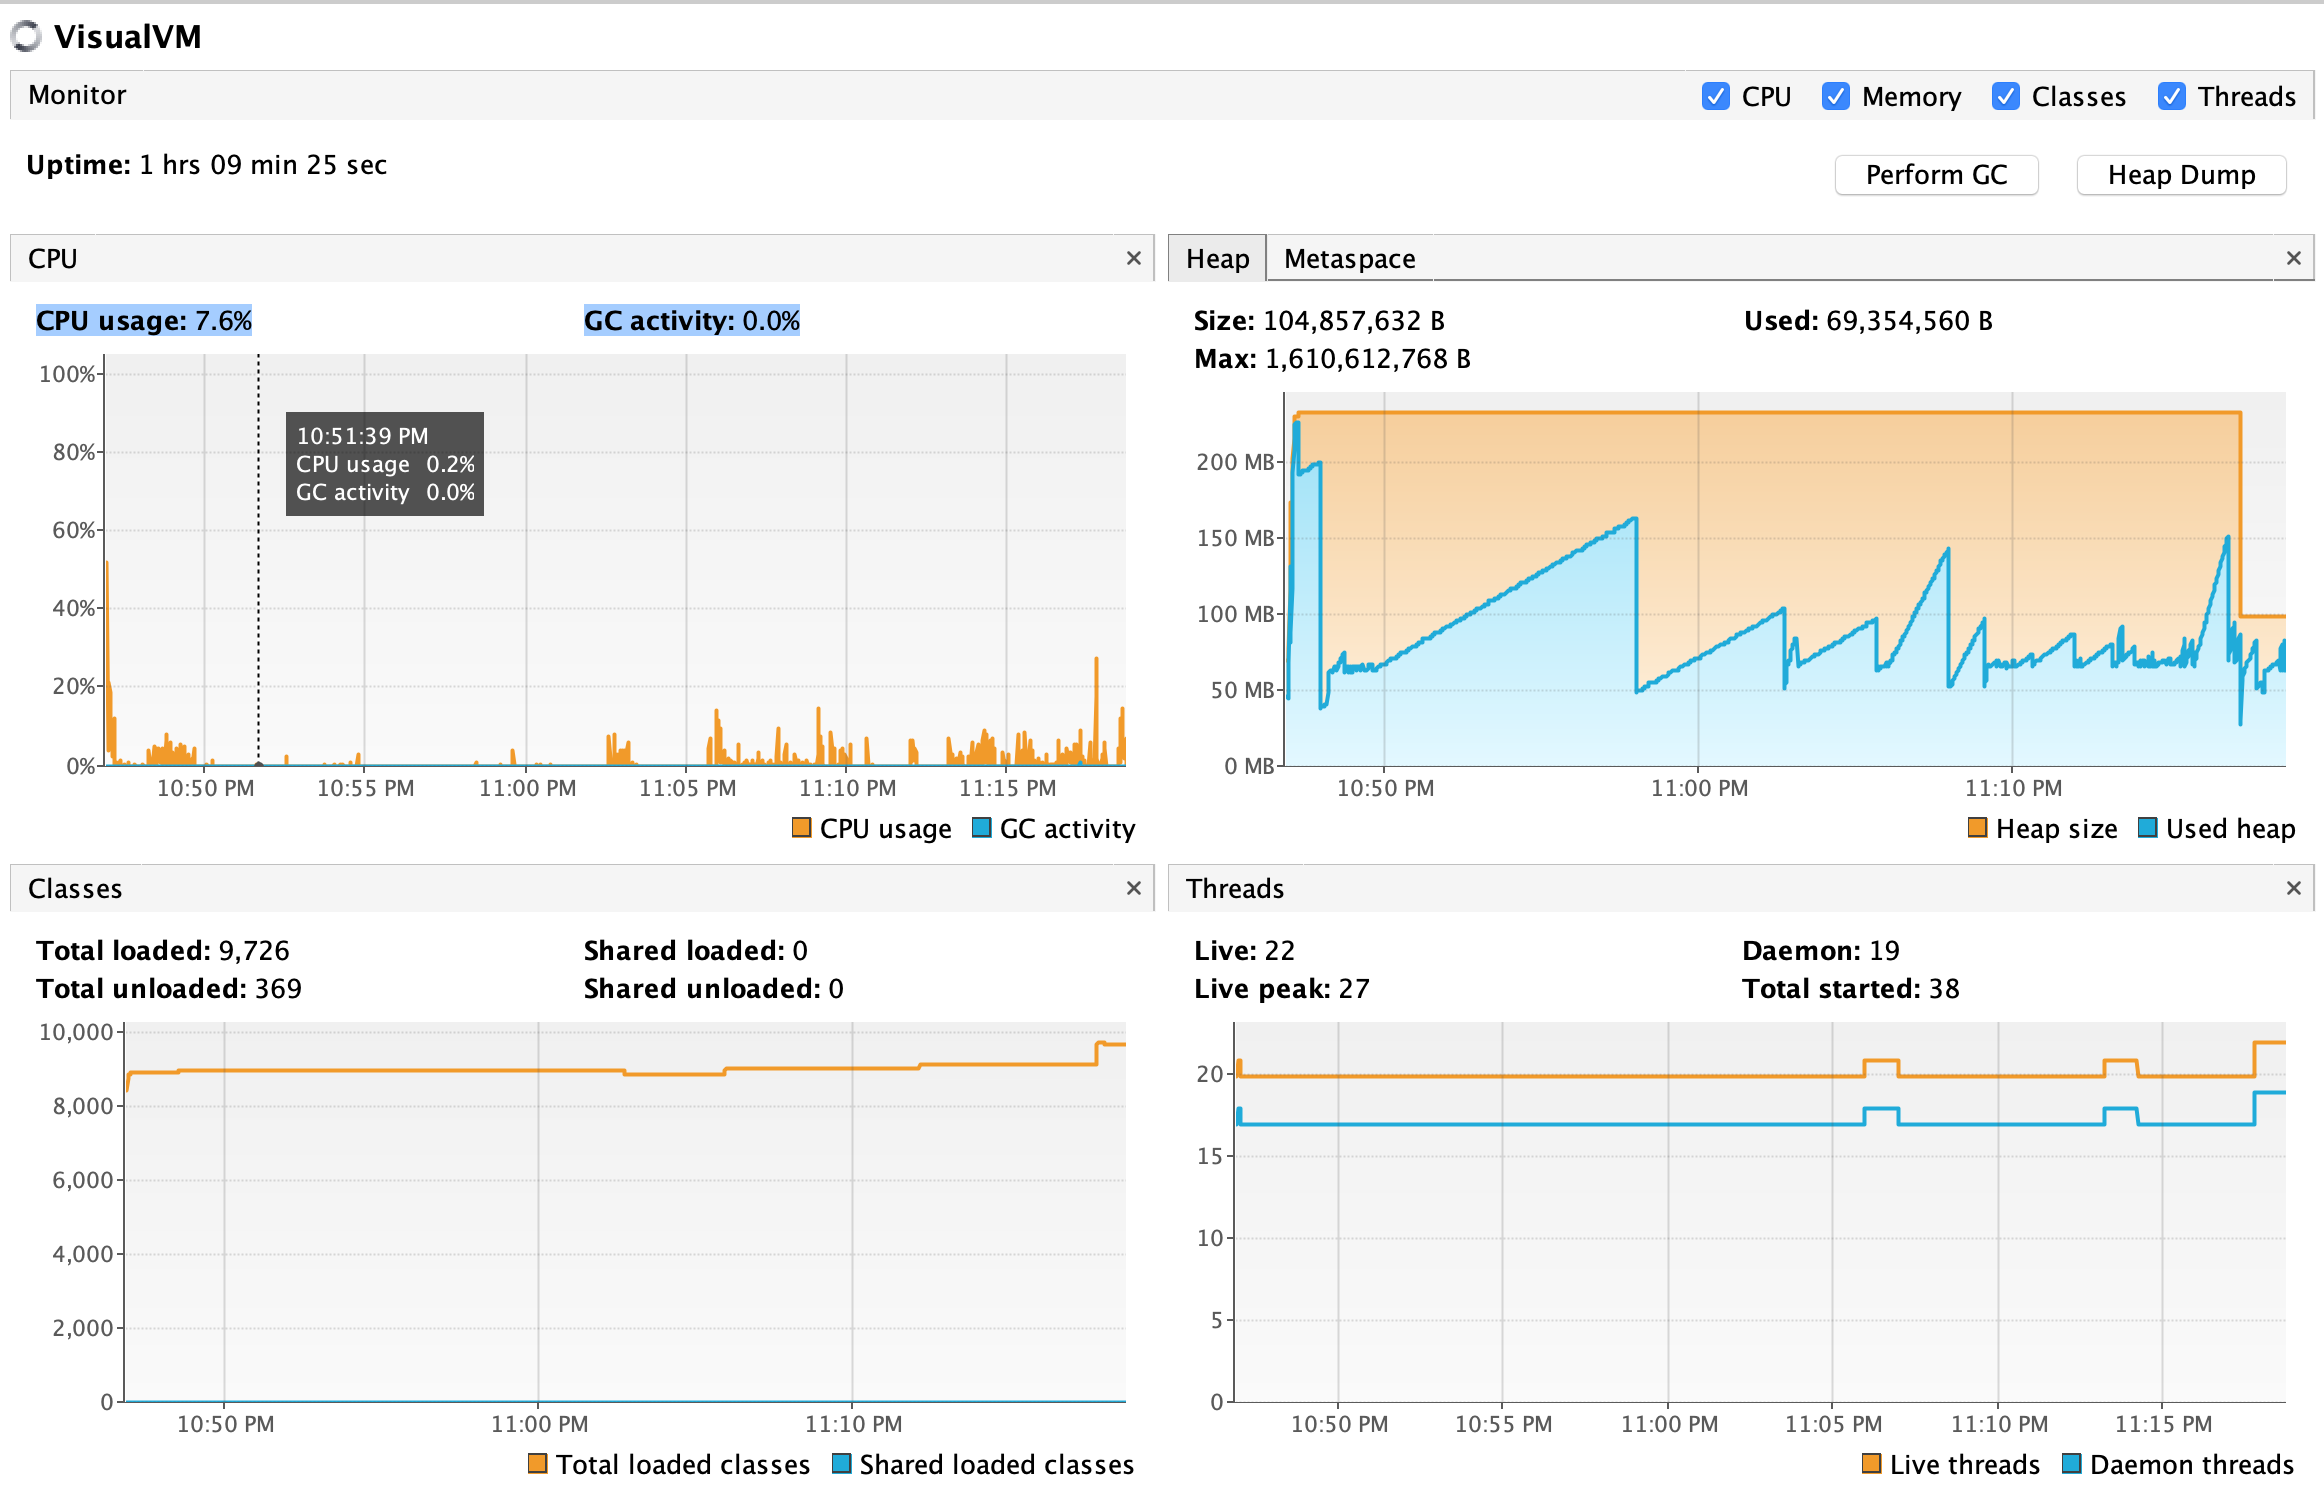 VisualVM
Monitor
CPU Memory Classes Threads
Uptime: 1 hrs 09 min 25 sec
Perform GC Heap Dump
CPU
CPU usage: 7.6% GC activity: 0.0%
100%
80%
60%
40%
20%
0%
10:51:39 PM
CPU usage 0.2%
GC activity 0.0%
10:50 PM 10:55 PM 11:00 PM 11:05 PM 11:10 PM 11:15 PM
CPU usage GC activity
Heap Metaspace
Size: 104,857,632 B Used: 69,354,560 B
Max: 1,610,612,768 B
200 MB
150 MB
100 MB
50 MB
0 MB
10:50 PM 11:00 PM 11:10 PM
Heap size Used heap
Classes
Total loaded: 9,726 Shared loaded: 0
Total unloaded: 369 Shared unloaded: 0
10,000
8,000
6,000
4,000
2,000
0
10:50 PM 11:00 PM 11:10 PM
Total loaded classes Shared loaded classes
Threads
Live: 22 Daemon: 19
Live peak: 27 Total started: 38
20
15
10
5
0
10:50 PM 10:55 PM 11:00 PM 11:05 PM 11:10 PM 11:15 PM
Live threads Daemon threads